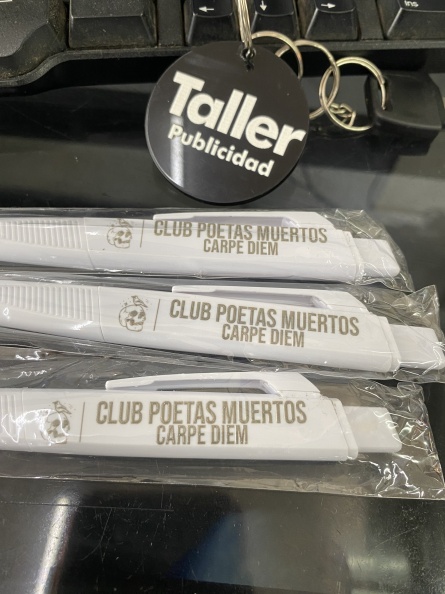 Taller
Publicidad
CLUB POETAS MUERTOS
CARPE DIEM
CLUB POETAS MUERTOS
CARPE DIEM
CLUB POETAS MUERTOS
CARPE DIEM